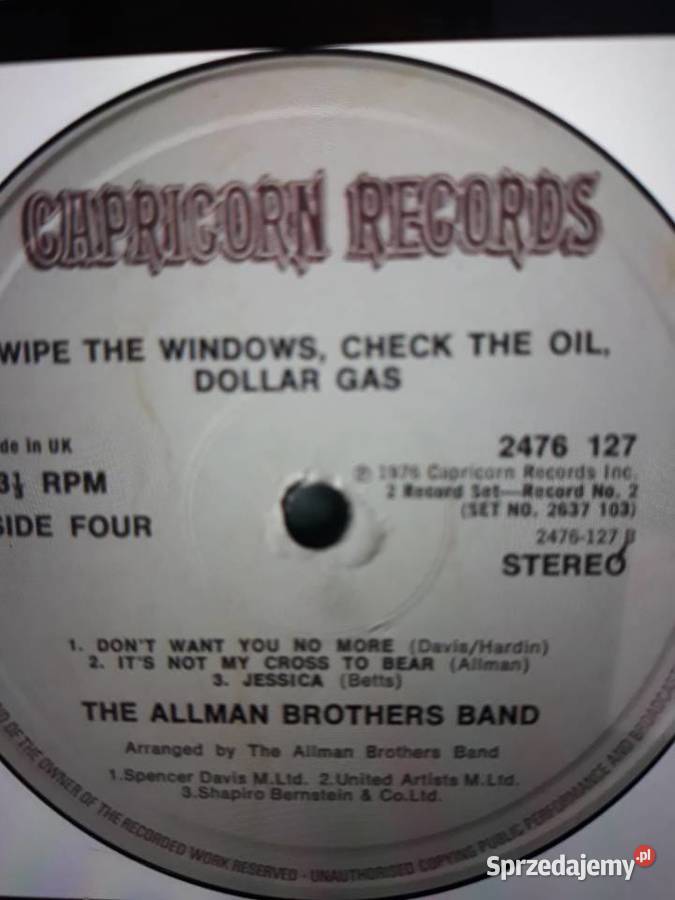 CAPRICORN RECORDS
WIPE THE WINDOWS, CHECK THE OIL,
DOLLAR GAS
de in UK
3⅓ RPM
SIDE FOUR
2476 127
℗ 1976 Capricorn Records Inc.
2 Record Set—Record No. 2
(SET NO. 2637 103)
2476-127 B
STEREO
1. DON'T WANT YOU NO MORE (Davis/Hardin)
2. IT'S NOT MY CROSS TO BEAR (Allman)
3. JESSICA (Betts)
THE ALLMAN BROTHERS BAND
Arranged by The Allman Brothers Band
1.Spencer Davis M.Ltd. 2.United Artists M.Ltd.
3.Shapiro Bernstein & Co.Ltd.
OF THE OWNER OF THE RECORDED WORK RESERVED - UNAUTHORISED COPYING PUBLIC PERFORMANCE AND BROADCAST
Sprzedajemy.pl